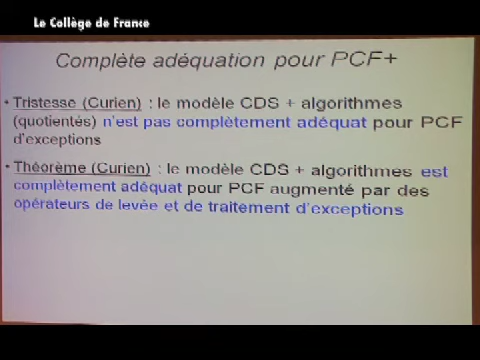 Le Collège de France
Complète adéquation pour PCF+
• Tristesse (Curien) : le modèle CDS + algorithmes
(quotientés) n'est pas complètement adéquat pour PCF
d'exceptions
• Théorème (Curien) : le modèle CDS + algorithmes est
complètement adéquat pour PCF augmenté par des
opérateurs de levée et de traitement d'exceptions